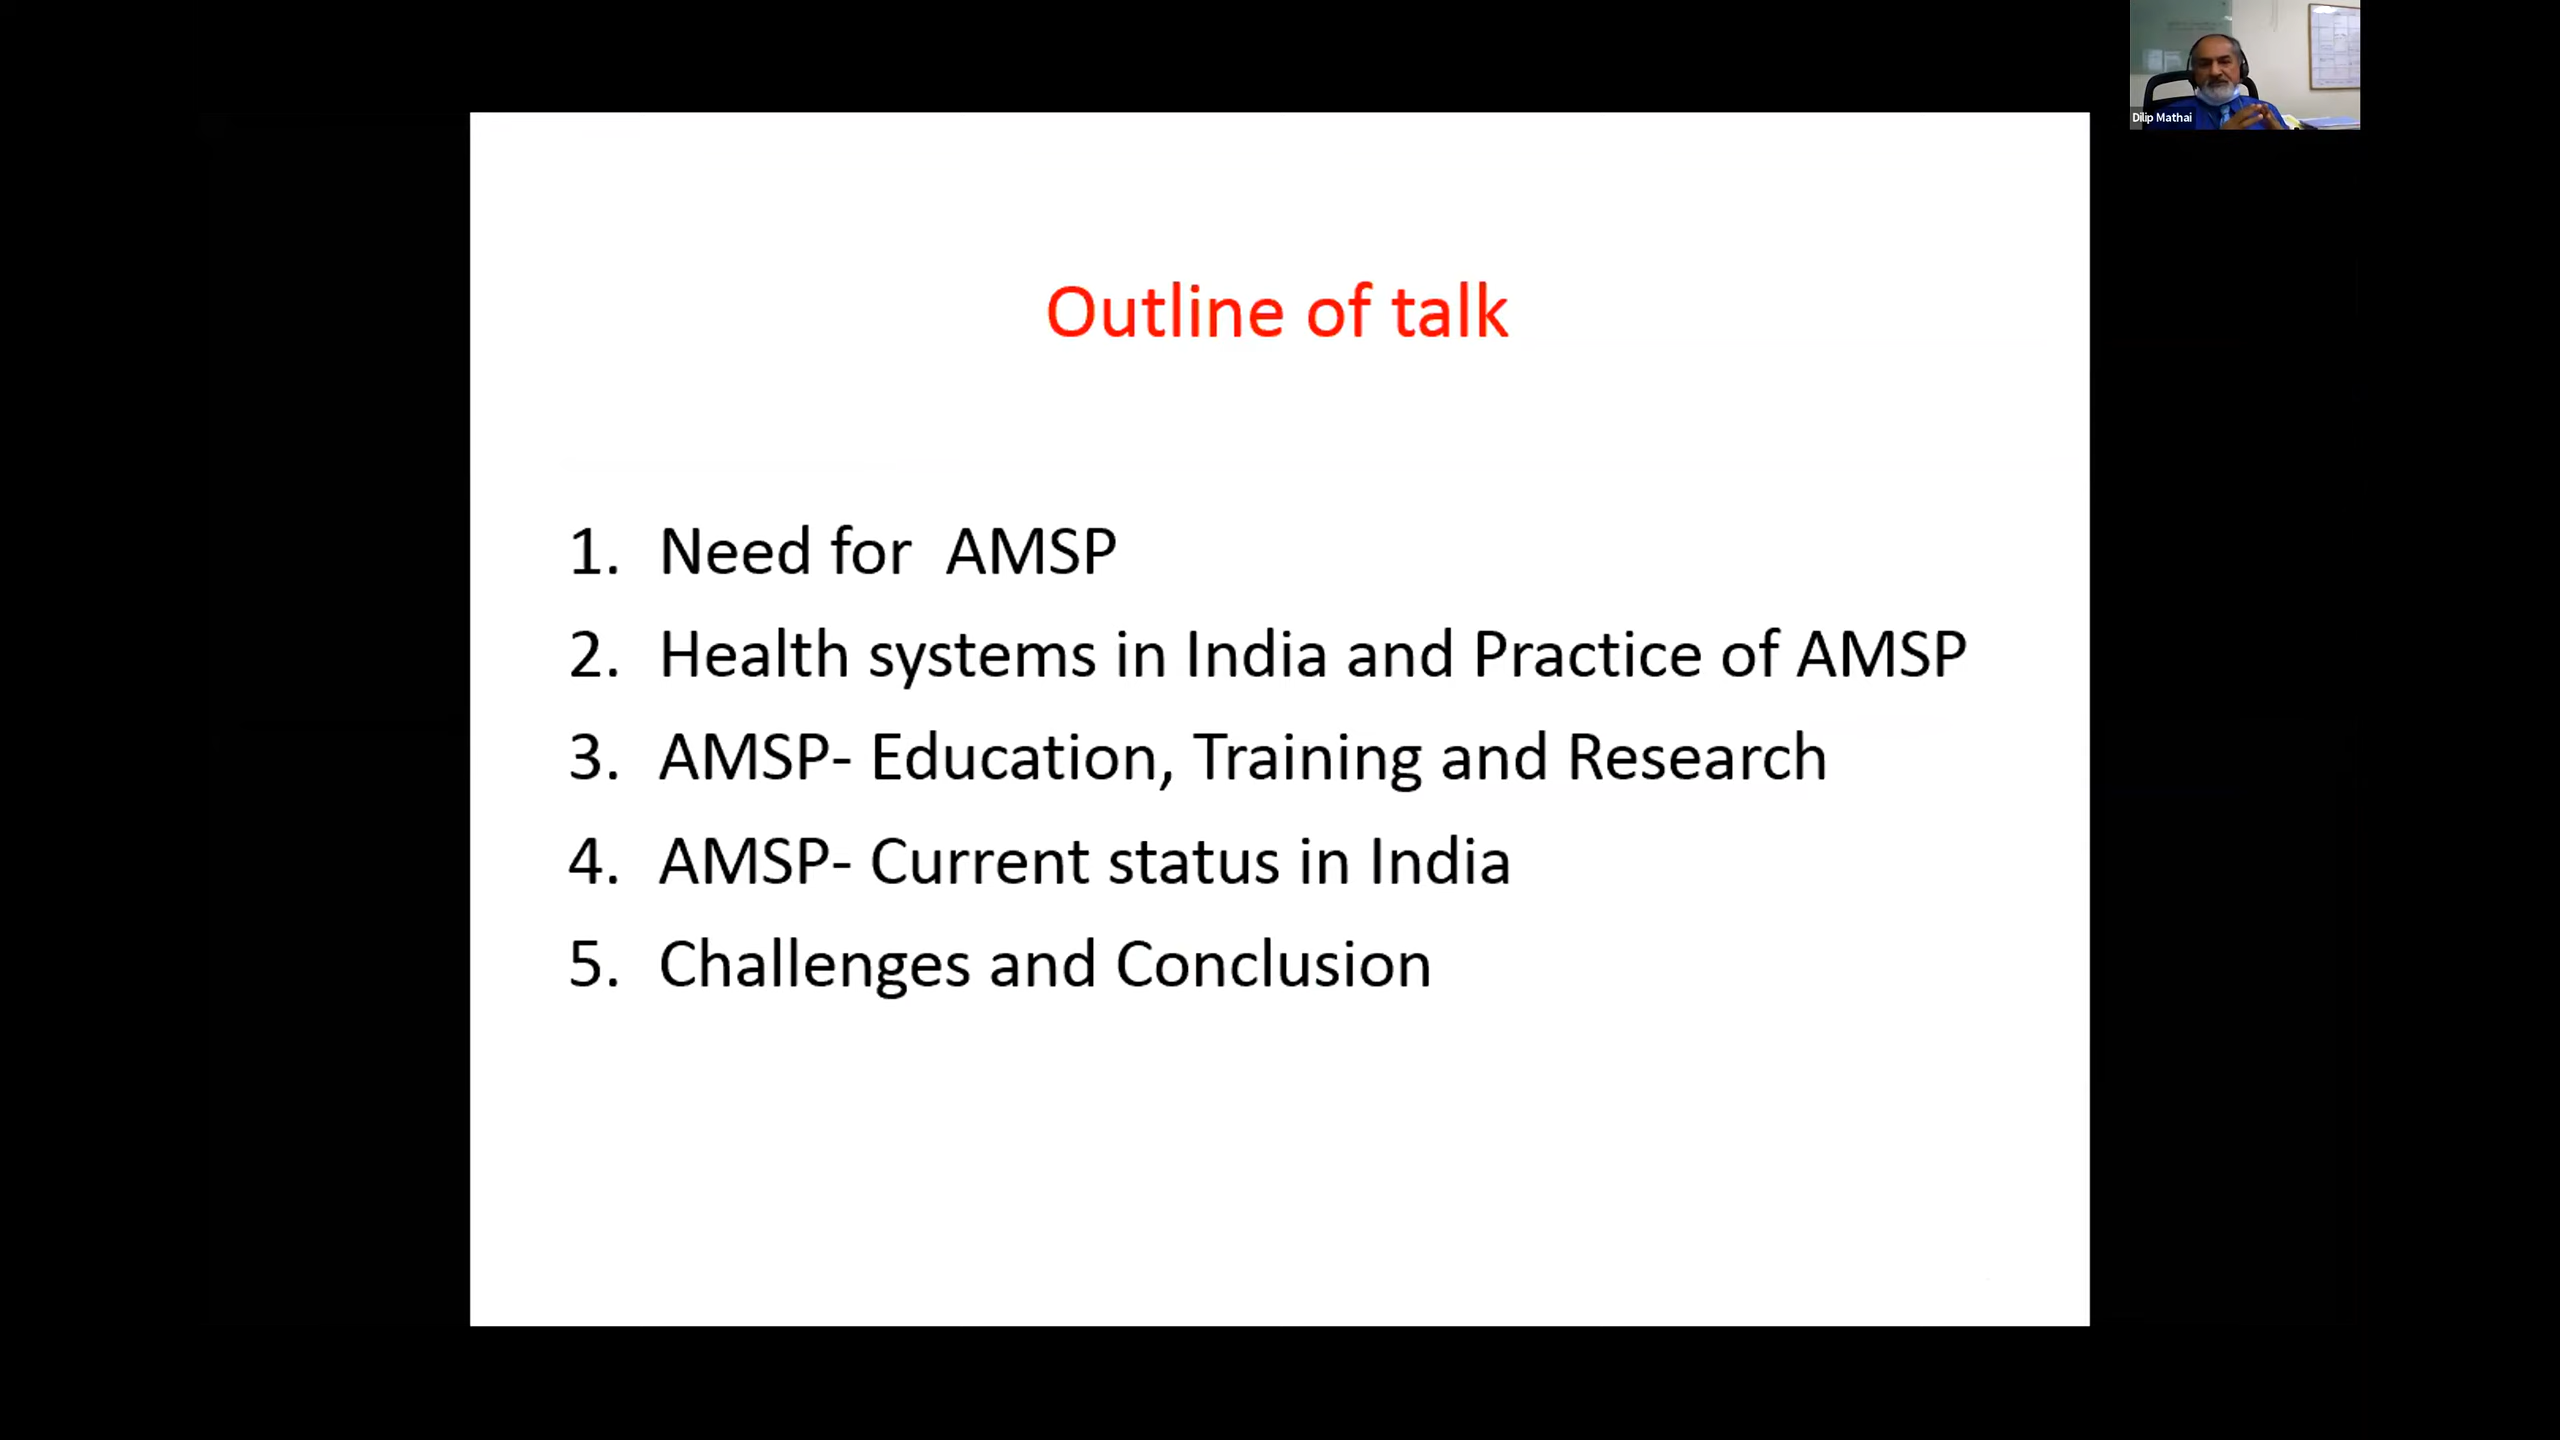 Dilip Mathai
Outline of talk
1. Need for  AMSP
2. Health systems in India and Practice of AMSP
3. AMSP- Education, Training and Research
4. AMSP- Current status in India
5. Challenges and Conclusion